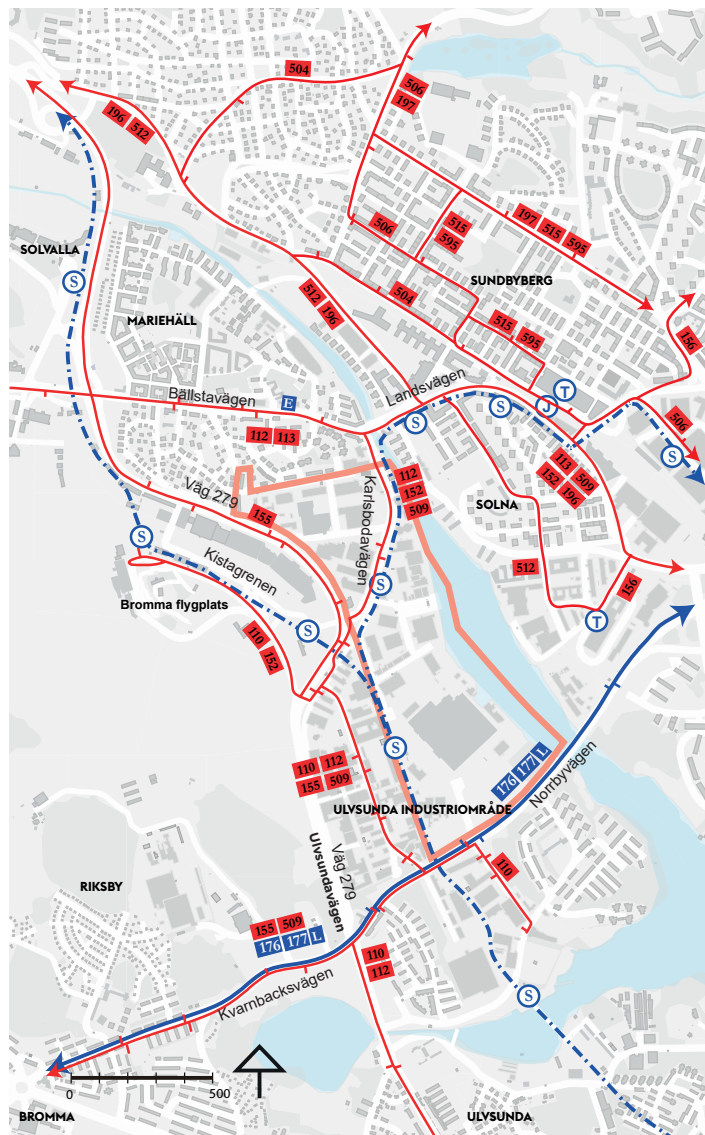 504
506
197
196 512
197 515 595
506
515
595
SOLVALLA
S
SUNDBYBERG
512 196
504
MARIEHÄLL
515 595
156
Landsvägen
T
J
Bällstavägen
E
S
S
506
112 113
S
113 509
152 196
112
152
509
Väg 279
155
Karlsbodavägen
SOLNA
S
Kistagrenen
512
156
S
Bromma flygplats
T
S
110 152
S
110 112
155 509
176 177 L
Norrbyvägen
ULVSUNDA INDUSTRIOMRÅDE
Väg 279
Ulvsundavägen
110
RIKSBY
155 509
176 177 L
110
112
Kvarnbacksvägen
S
0 500
BROMMA
ULVSUNDA